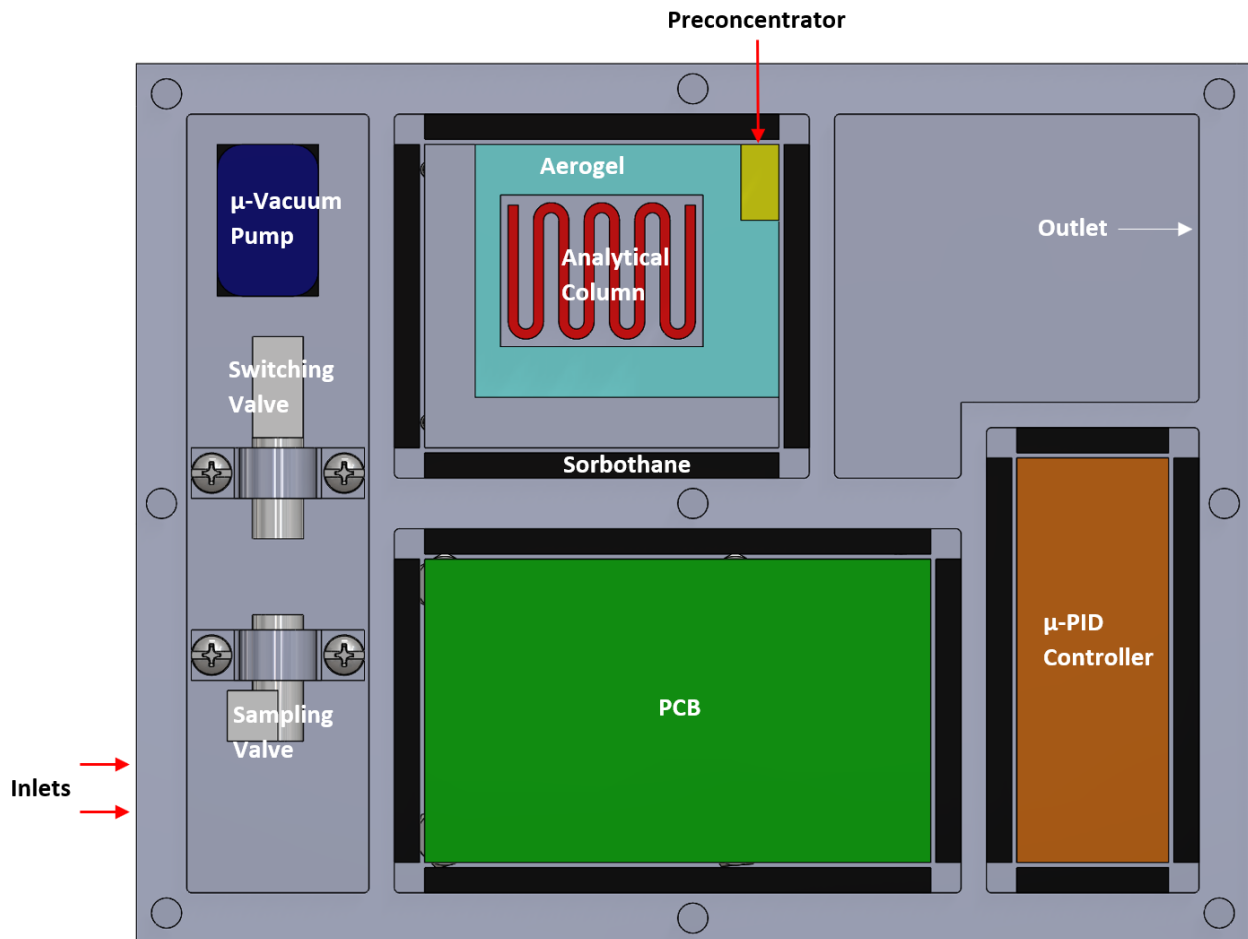 Preconcentrator
Aerogel
μ-Vacuum
Pump
Outlet
Analytical
Column
Switching
Valve
Sorbothane
μ-PID
Controller
PCB
Sampling
Valve
Inlets